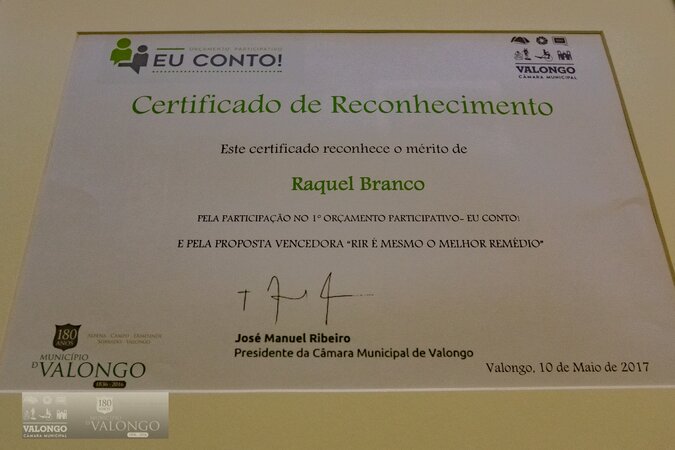 ORÇAMENTO PARTICIPATIVO
EU CONTO!
VALONGO
CÂMARA MUNICIPAL
Certificado de Reconhecimento
Este certificado reconhece o mérito de
Raquel Branco
PELA PARTICIPAÇÃO NO 1º ORÇAMENTO PARTICIPATIVO- EU CONTO;
E PELA PROPOSTA VENCEDORA “RIR É MESMO O MELHOR REMÉDIO”
José Manuel Ribeiro
Presidente da Câmara Municipal de Valongo
Valongo, 10 de Maio de 2017
180
ANOS
ALFENA - CAMPO - ERMESINDE
SOBRADO - VALONGO
MUNICÍPIO
D VALONGO
1836 - 2016
VALONGO
CÂMARA MUNICIPAL
180
MUNICÍPIO
D VALONGO